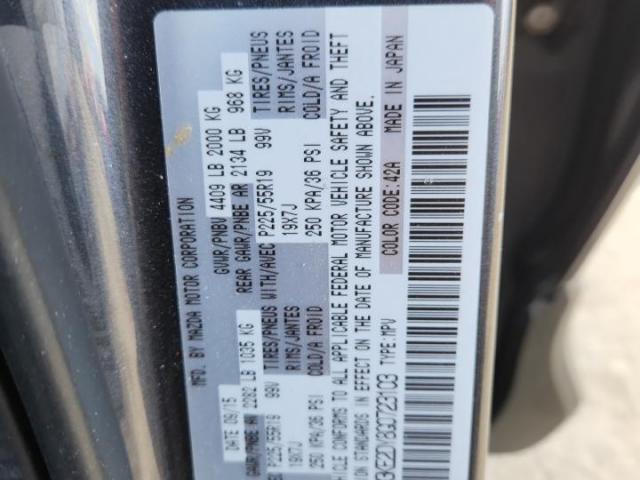 MFD. BY MAZDA MOTOR CORPORATION
DATE 09/15 GVWR/PNBV 4409 LB 2000 KG
GAWR/PNBE AV 2282 LB 1035 KG REAR GAWR/PNBE AR 2134 LB 968 KG
P225/55R19 99V TIRES/PNEUS WITH/AVEC P225/55R19 99V TIRES/PNEUS
19X7J RIMS/JANTES 19X7J RIMS/JANTES
250 KPA/36 PSI COLD/A FROID 250 KPA/36 PSI COLD/A FROID
CONFORMS TO ALL APPLICABLE FEDERAL MOTOR VEHICLE SAFETY AND THEFT
STANDARDS IN EFFECT ON THE DATE OF MANUFACTURE SHOWN ABOVE.
TYPE:MPV COLOR CODE:42A MADE IN JAPAN